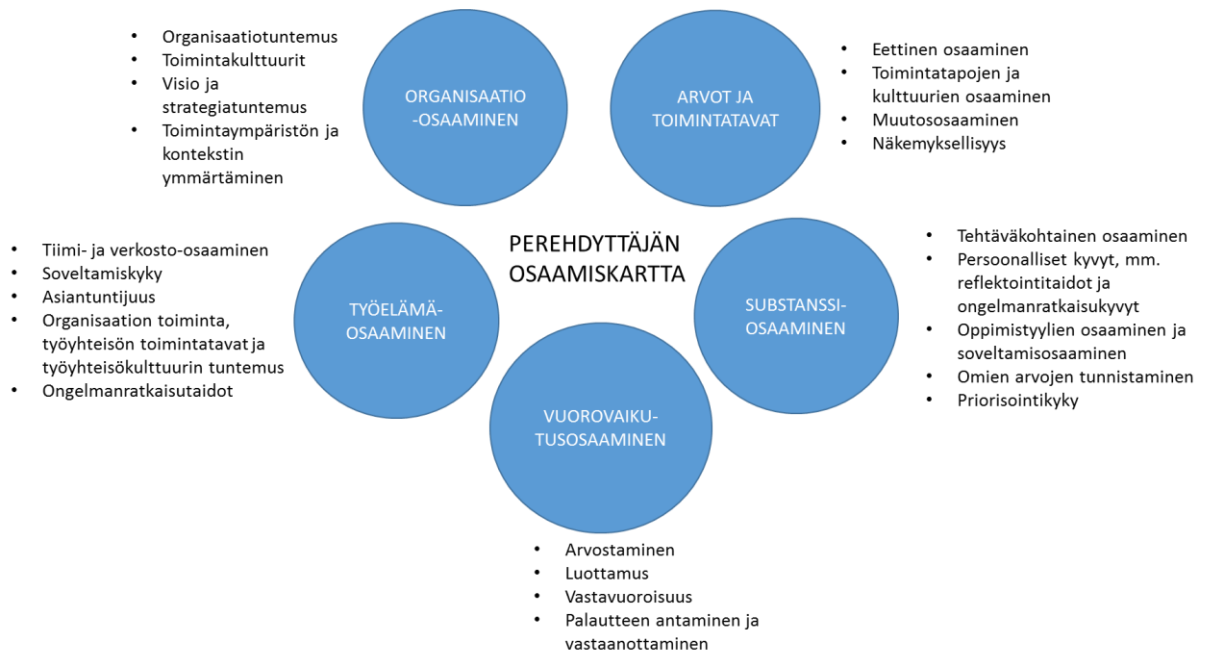 • Organisaatiotuntemus
• Toimintakulttuurit
• Visio ja
strategiatuntemus
• Toimintaympäristön ja
kontekstin
ymmärtäminen
ORGANISAATIO
-OSAAMINEN
ARVOT JA
TOIMINTATAVAT
• Eettinen osaaminen
• Toimintatapojen ja
kulttuurien osaaminen
• Muutososaaminen
• Näkemyksellisyys
PEREHDYTTÄJÄN
OSAAMISKARTTA
• Tiimi- ja verkosto-osaaminen
• Soveltamiskyky
• Asiantuntijuus
• Organisaation toiminta,
työyhteisön toimintatavat ja
työyhteisökulttuurin tuntemus
• Ongelmanratkaisutaidot
TYÖELÄMÄ-
OSAAMINEN
SUBSTANSSI-
OSAAMINEN
• Tehtäväkohtainen osaaminen
• Persoonalliset kyvyt, mm.
reflektointitaidot ja
ongelmanratkaisukyvyt
• Oppimistyylien osaaminen ja
soveltamisosaaminen
• Omien arvojen tunnistaminen
• Priorisointikyky
VUOROVAIKU-
TUSOSAAMINEN
• Arvostaminen
• Luottamus
• Vastavuoroisuus
• Palautteen antaminen ja
vastaanottaminen